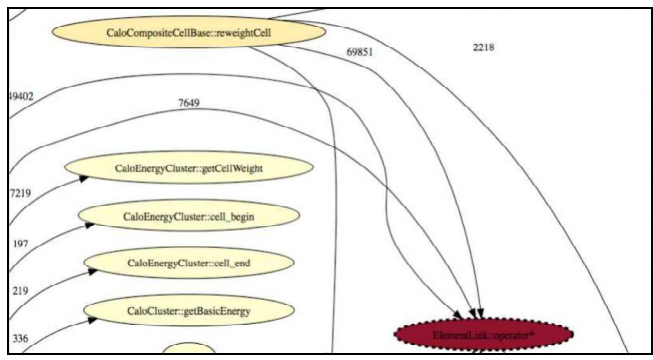 CaloCompositeCellBase::reweightCell
69851
2218
49402
7649
CaloEnergyCluster::getCellWeight
7219
CaloEnergyCluster::cell_begin
197
CaloEnergyCluster::cell_end
219
CaloCluster::getBasicEnergy
336
ElementLink::operator*